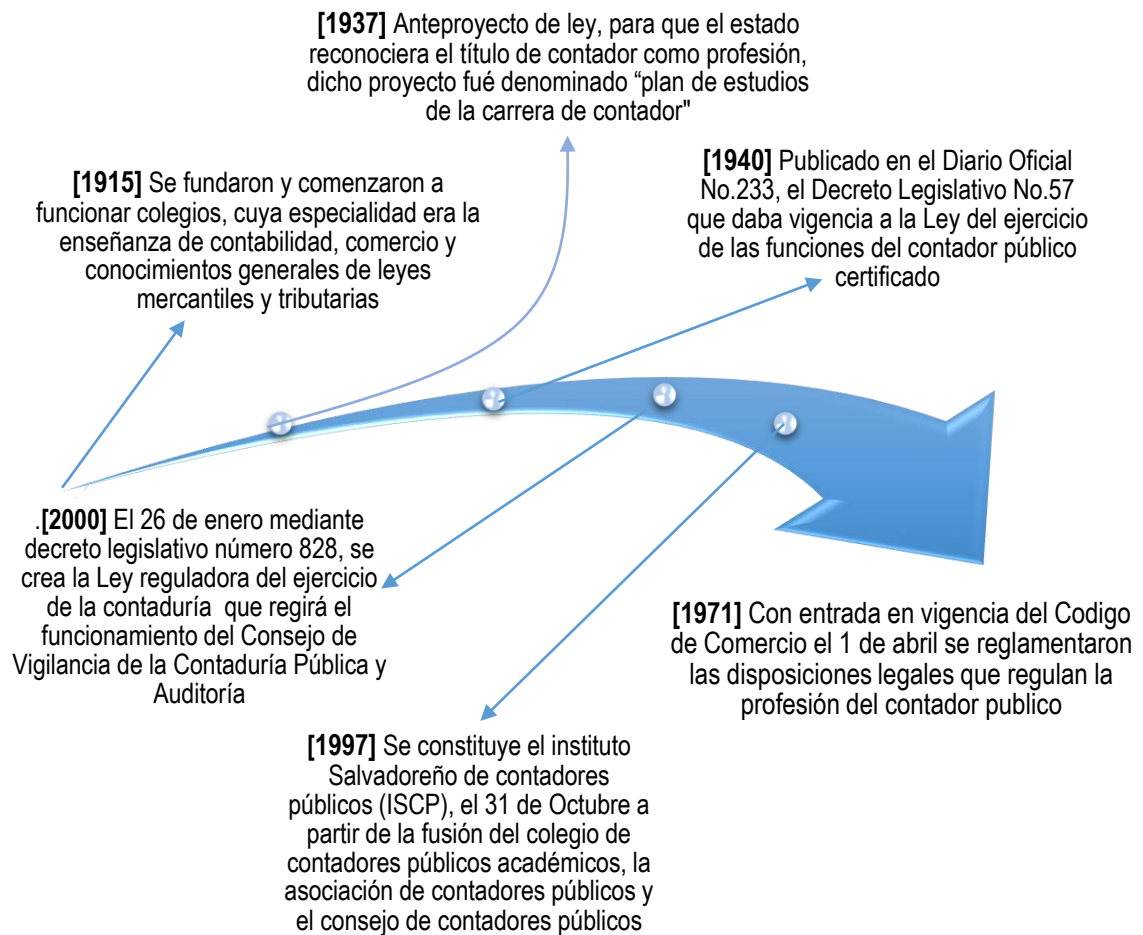 [1937] Anteproyecto de ley, para que el estado
reconociera el título de contador como profesión,
dicho proyecto fué denominado “plan de estudios
de la carrera de contador"
[1915] Se fundaron y comenzaron a
funcionar colegios, cuya especialidad era la
enseñanza de contabilidad, comercio y
conocimientos generales de leyes
mercantiles y tributarias
[1940] Publicado en el Diario Oficial
No.233, el Decreto Legislativo No.57
que daba vigencia a la Ley del ejercicio
de las funciones del contador público
certificado
.[2000] El 26 de enero mediante
decreto legislativo número 828, se
crea la Ley reguladora del ejercicio
de la contaduría que regirá el
funcionamiento del Consejo de
Vigilancia de la Contaduría Pública y
Auditoría
[1971] Con entrada en vigencia del Codigo
de Comercio el 1 de abril se reglamentaron
las disposiciones legales que regulan la
profesión del contador publico
[1997] Se constituye el instituto
Salvadoreño de contadores
públicos (ISCP), el 31 de Octubre a
partir de la fusión del colegio de
contadores públicos académicos, la
asociación de contadores públicos y
el consejo de contadores públicos